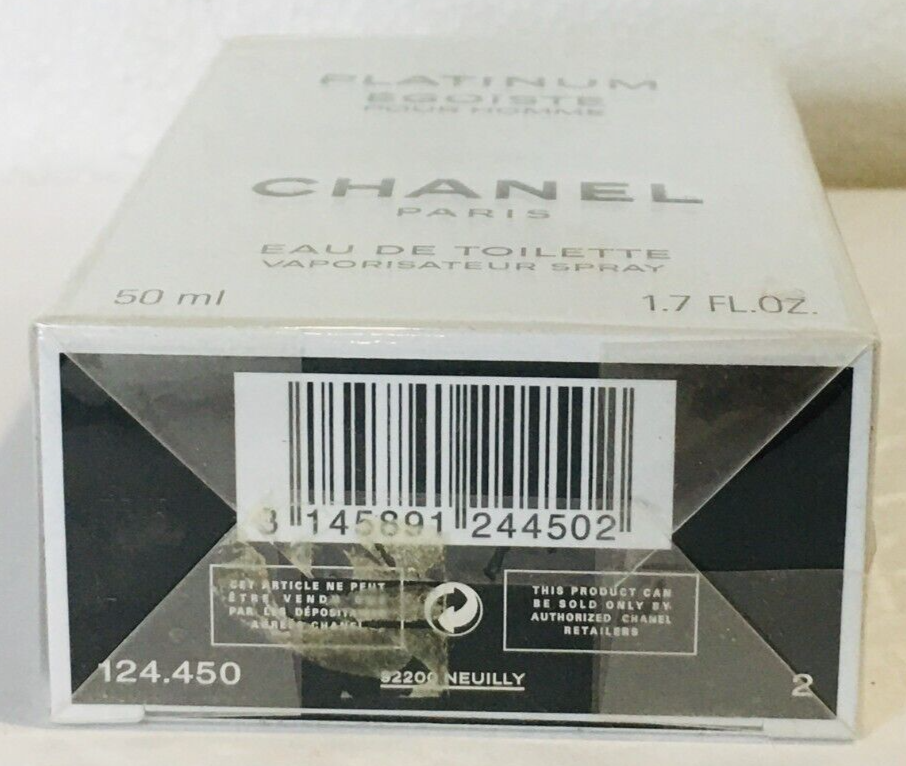 PLATINUM
ÉGOÏSTE
POUR HOMME
CHANEL
PARIS
EAU DE TOILETTE
VAPORISATEUR SPRAY
50 ml 1.7 FL.OZ.
3 145891 244502
CET ARTICLE NE PEUT
ÊTRE VENDU QUE
PAR LES DÉPOSITAIRES
AGRÉÉS CHANEL
THIS PRODUCT CAN
BE SOLD ONLY BY
AUTHORIZED CHANEL
RETAILERS
124.450
92200 NEUILLY
2